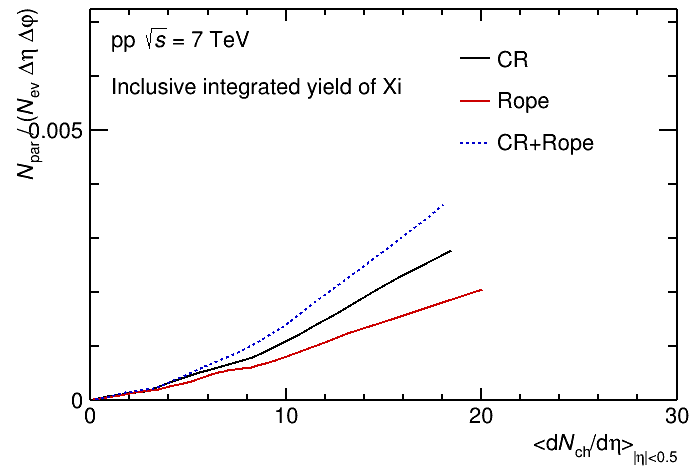 pp √s = 7 TeV
Inclusive integrated yield of Xi
CR
Rope
CR+Rope
N_par / (N_ev Δη Δφ)
0.005
0
0
10
20
30
<dN_ch/dη>_|η|<0.5